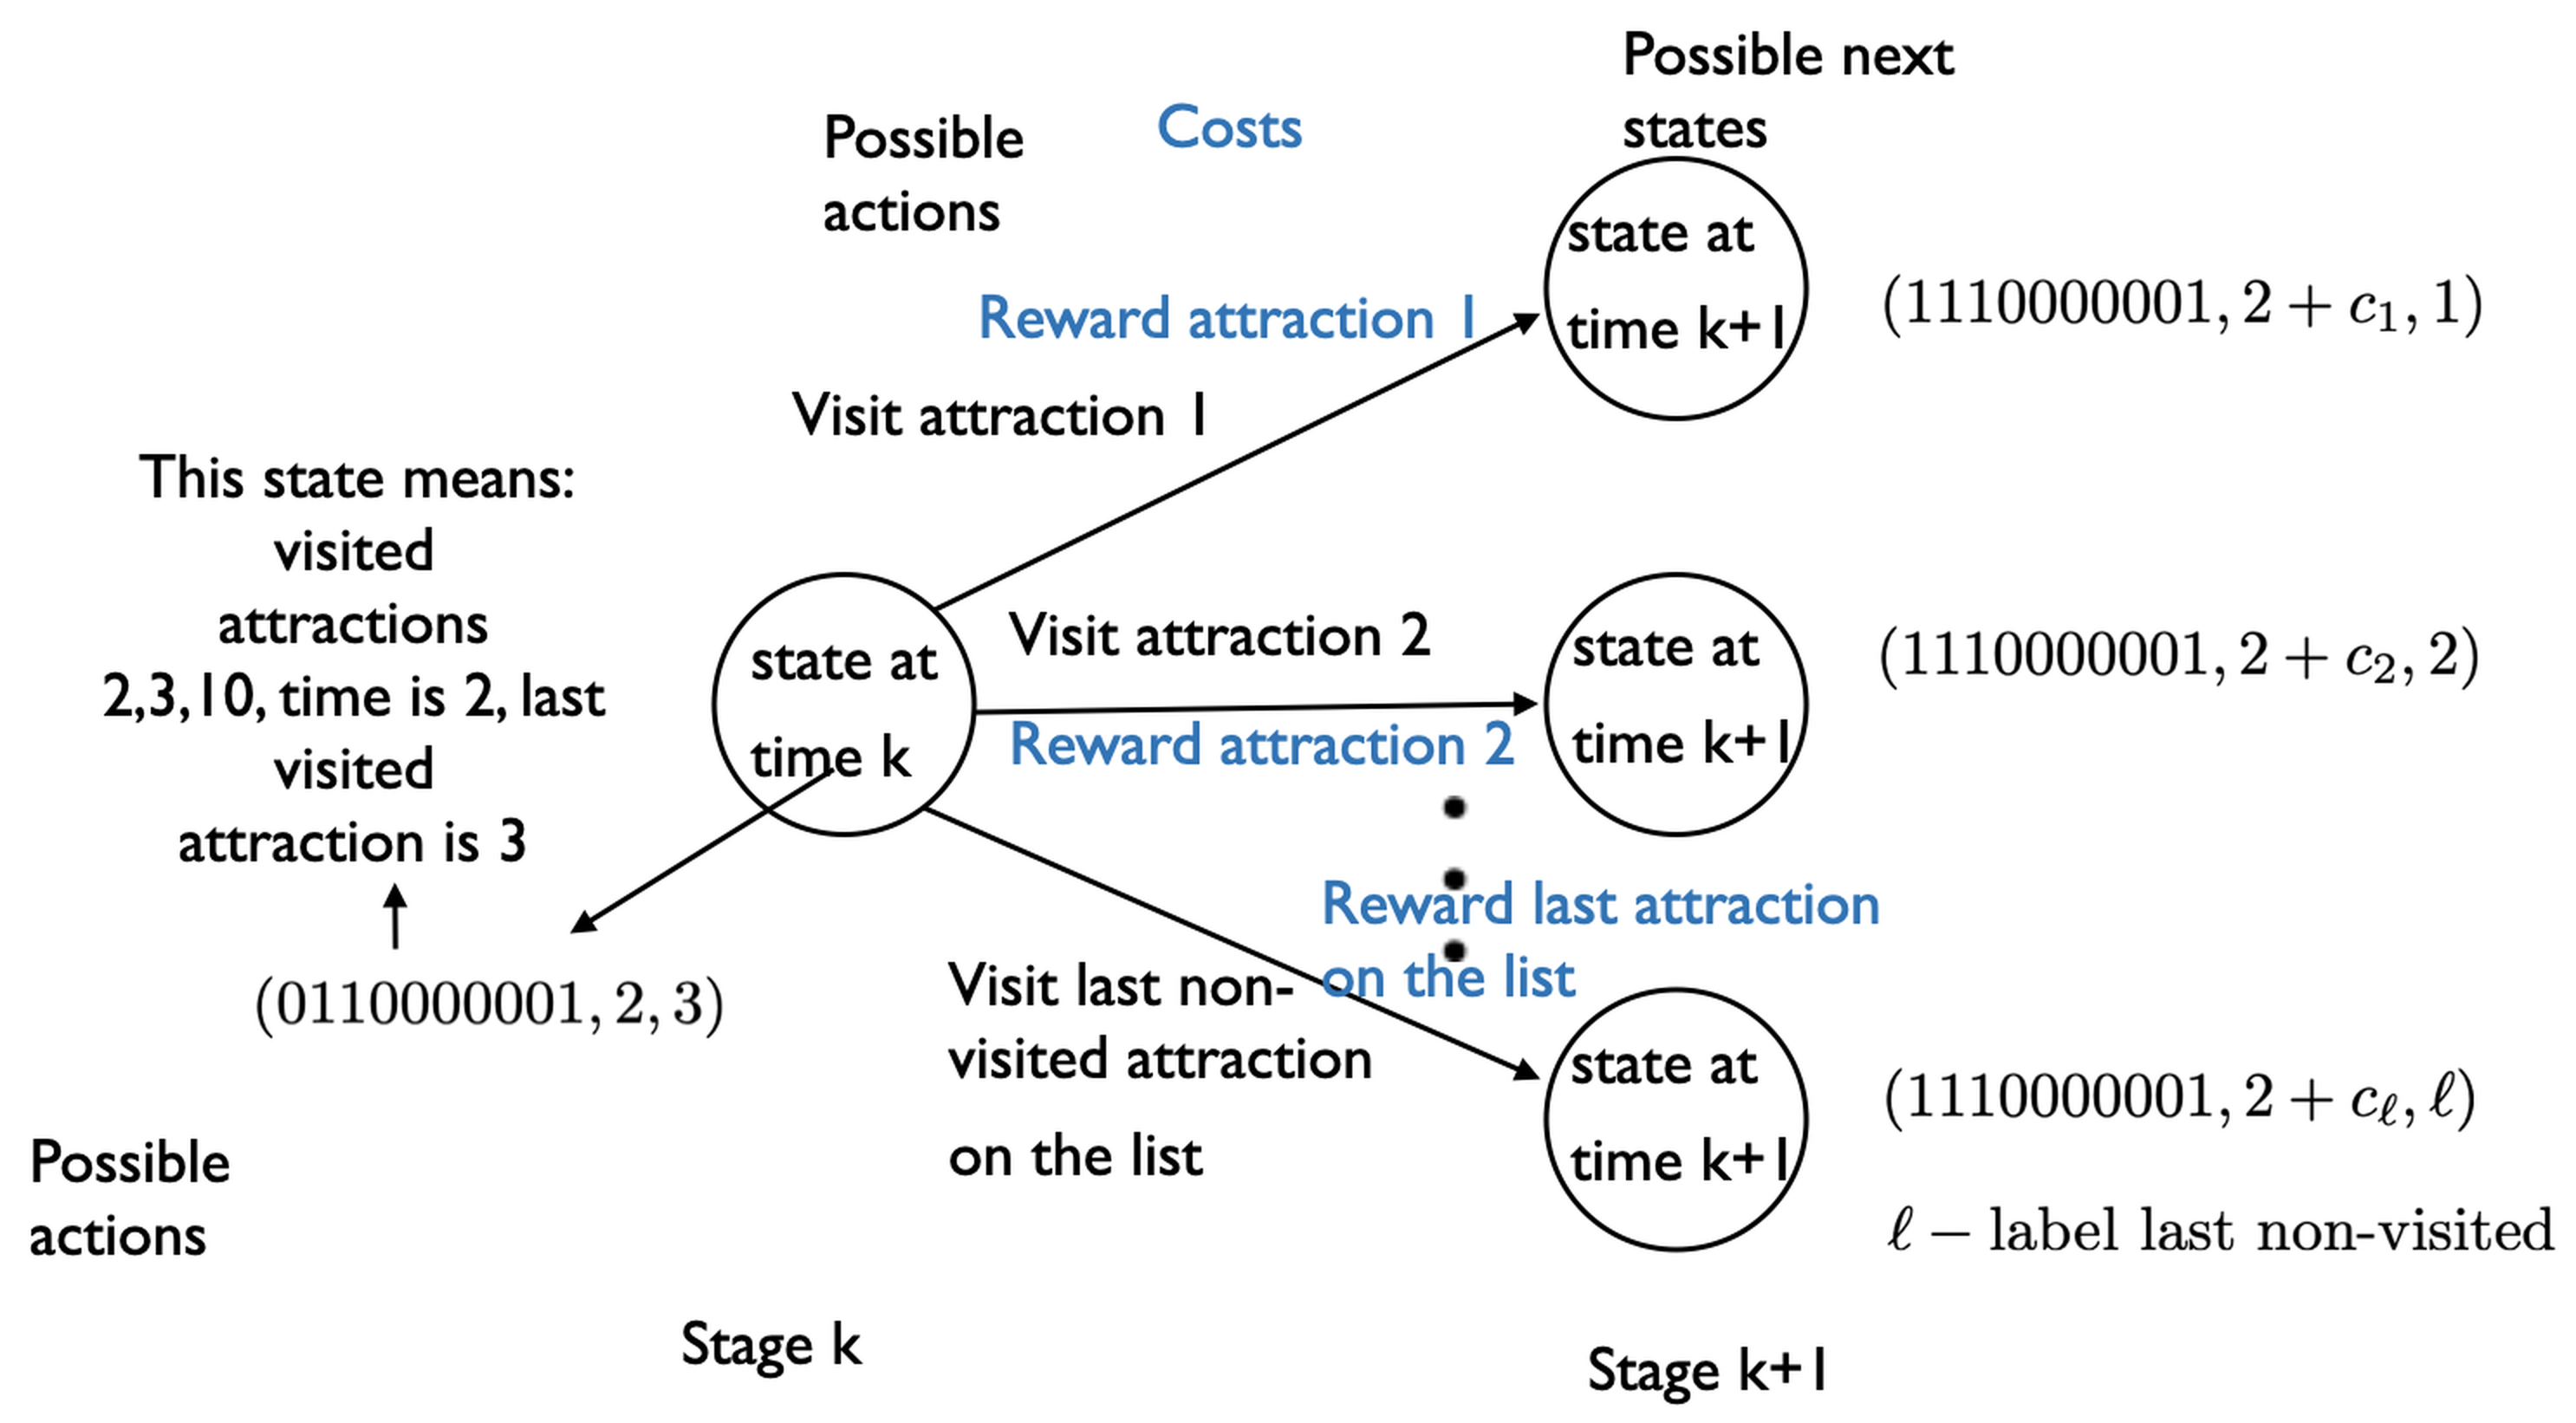 Possible next
states
Possible
actions
Costs
state at
time k+1
(1110000001, 2 + c₁, 1)
Reward attraction 1
Visit attraction 1
This state means:
visited
attractions
2,3,10, time is 2, last
visited
attraction is 3
state at
time k
Visit attraction 2
Reward attraction 2
state at
time k+1
(1110000001, 2 + c₂, 2)
Reward last attraction
on the list
(0110000001, 2, 3)
Visit last non-
visited attraction
on the list
state at
time k+1
(1110000001, 2 + c_ℓ, ℓ)
ℓ – label last non-visited
Possible
actions
Stage k
Stage k+1